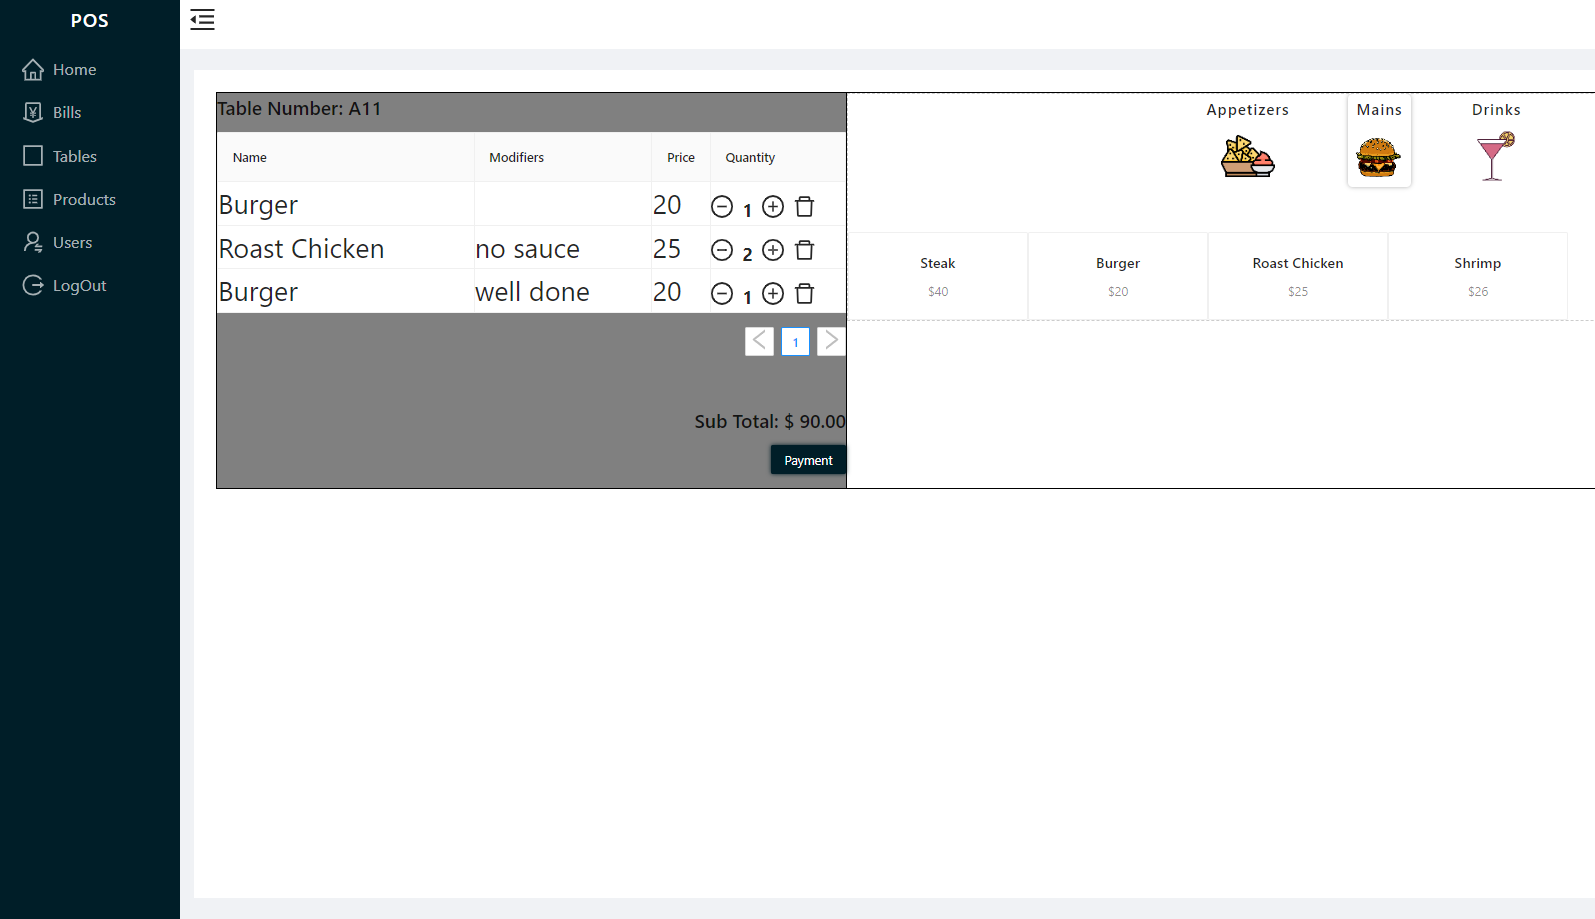 POS
Home
Bills
Tables
Products
Users
LogOut
Table Number: A11
Name Modifiers Price Quantity
Burger 20 1
Roast Chicken no sauce 25 2
Burger well done 20 1
1
Sub Total: $ 90.00
Payment
Appetizers Mains Drinks
Steak Burger Roast Chicken Shrimp
$40 $20 $25 $26